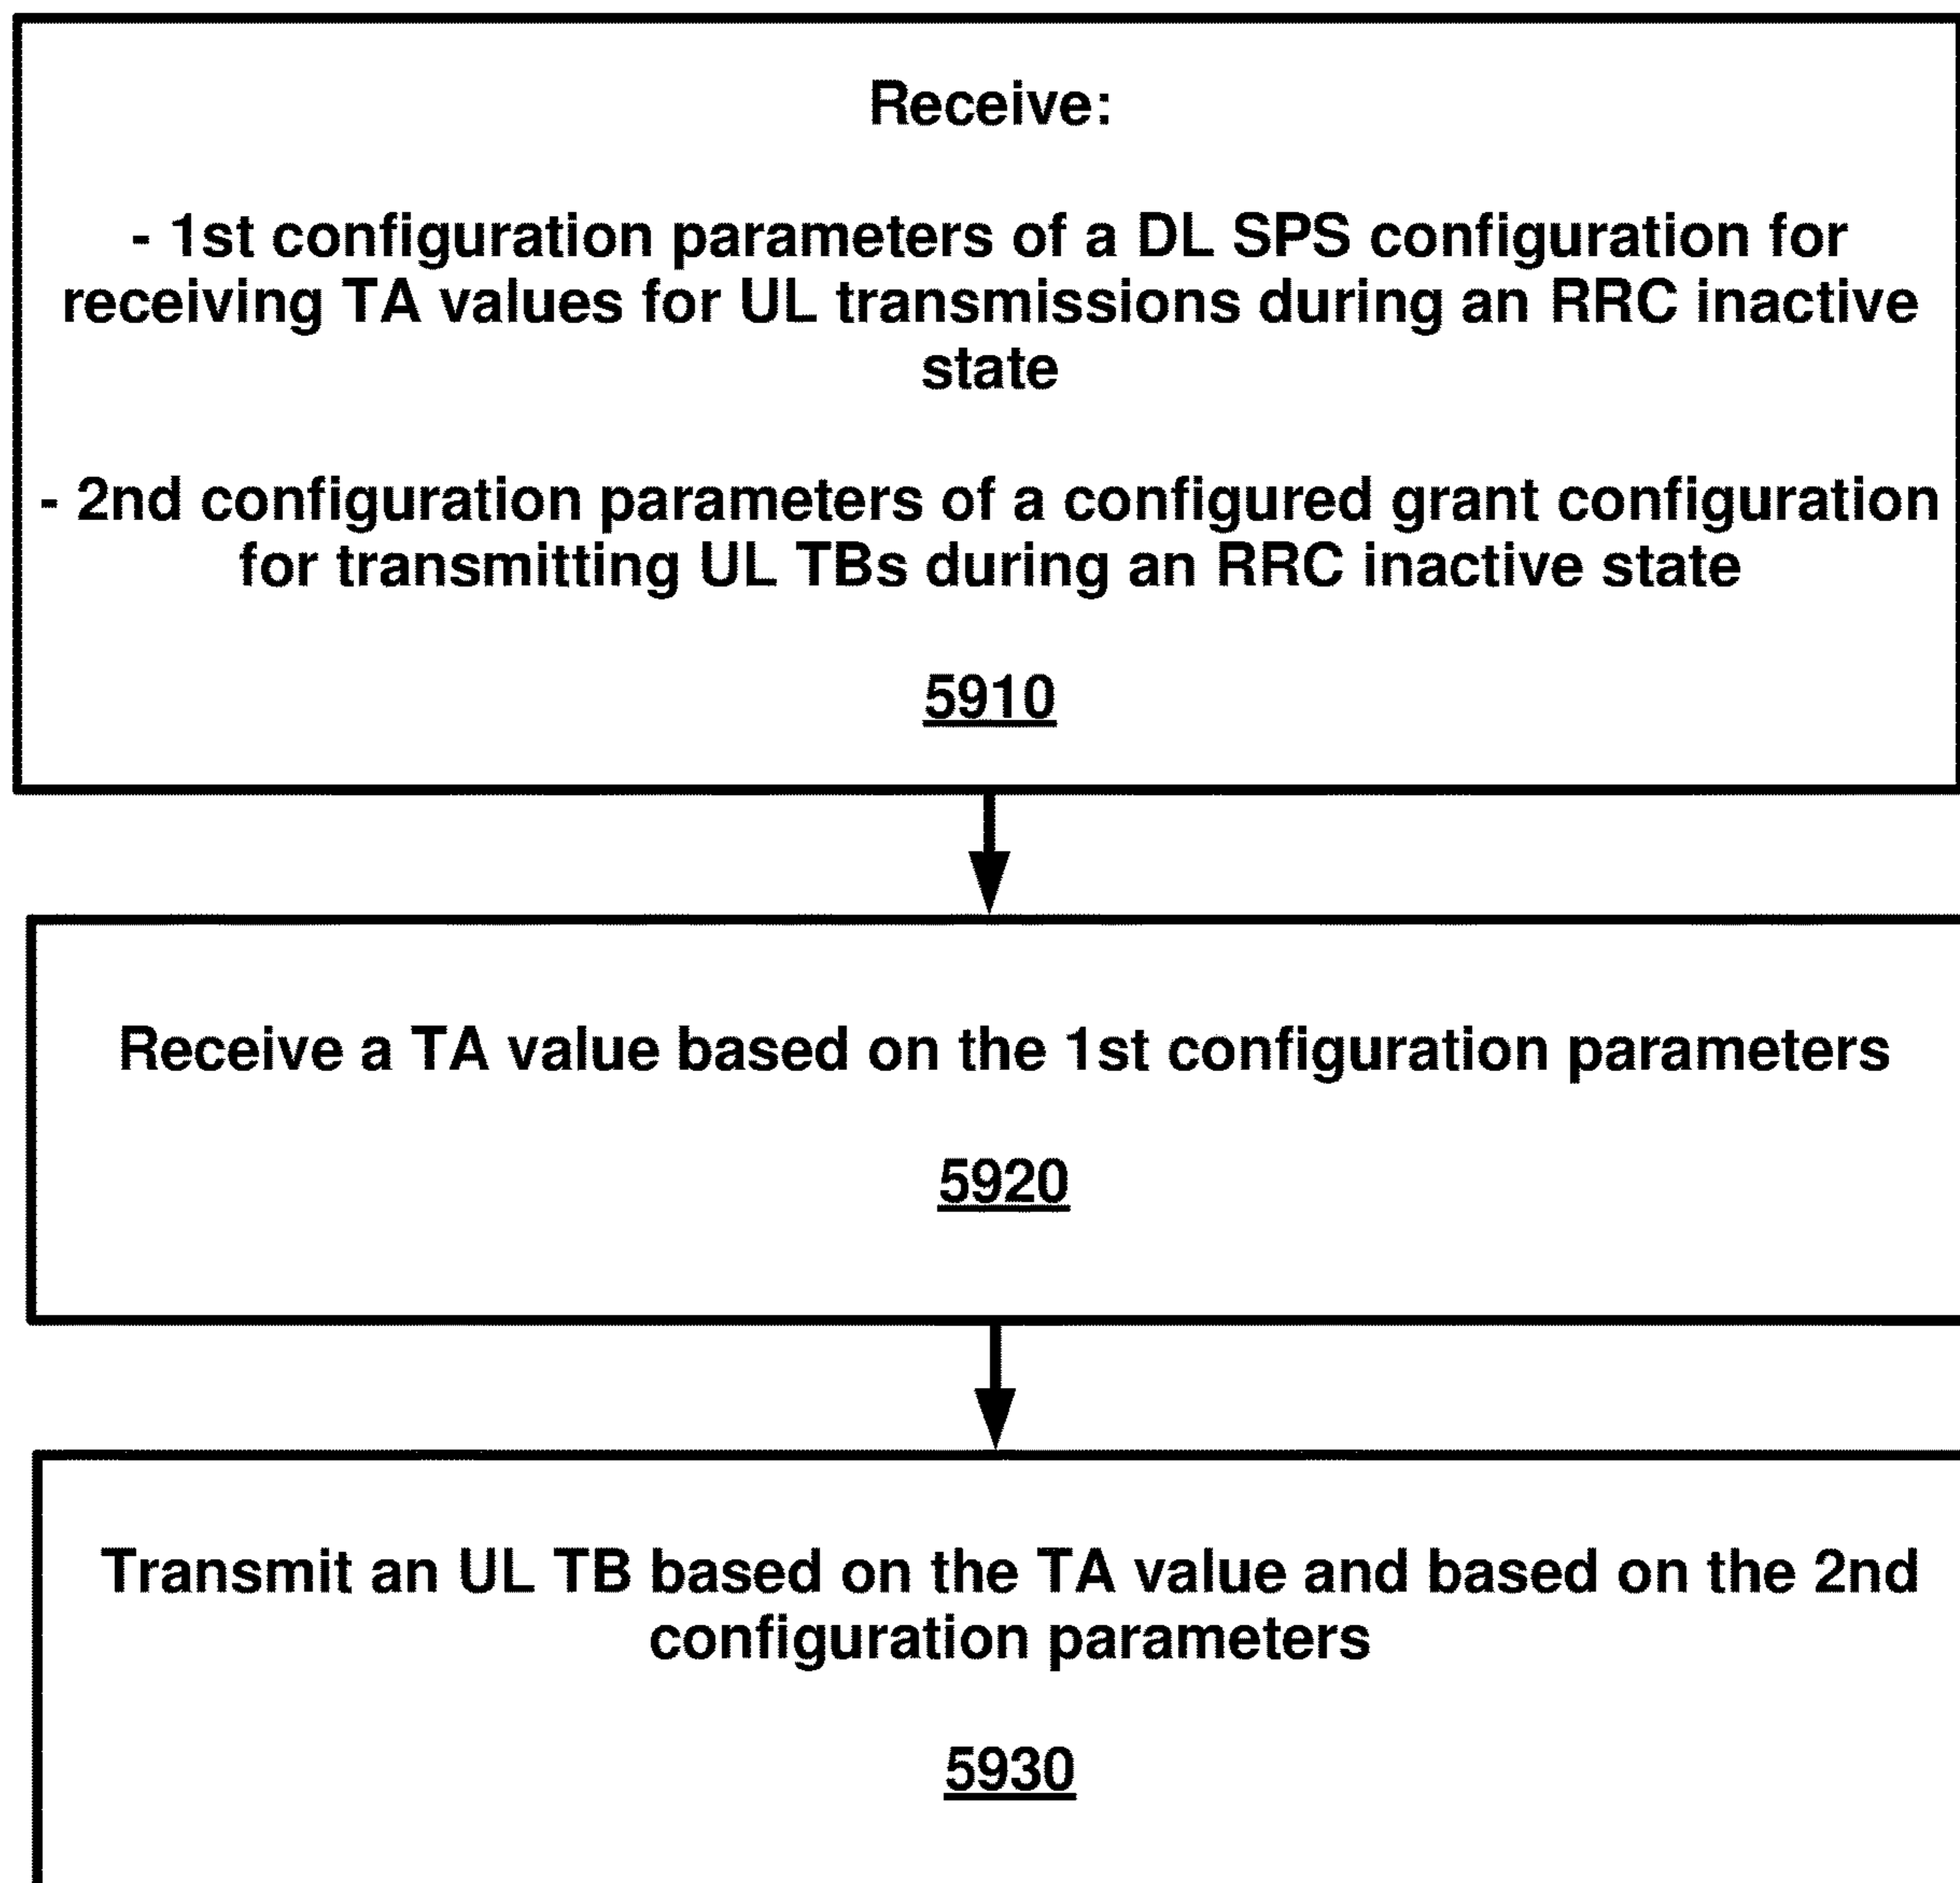 Receive:
- 1st configuration parameters of a DL SPS configuration for
receiving TA values for UL transmissions during an RRC inactive
state
- 2nd configuration parameters of a configured grant configuration
for transmitting UL TBs during an RRC inactive state
5910
Receive a TA value based on the 1st configuration parameters
5920
Transmit an UL TB based on the TA value and based on the 2nd
configuration parameters
5930